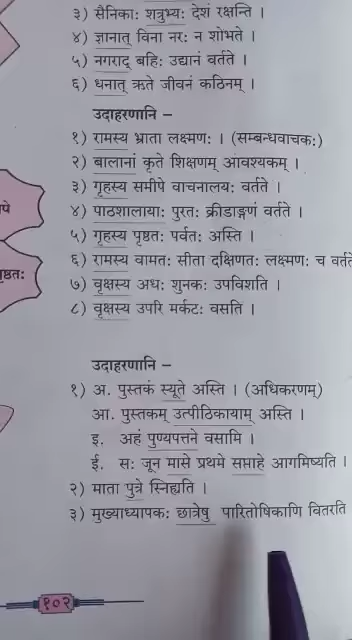 ३) सैनिकाः शत्रुभ्यः देशं रक्षन्ति ।
४) ज्ञानात् विना नरः न शोभते ।
५) नगराद् बहिः उद्यानं वर्तते ।
६) धनात् ऋते जीवनं कठिनम् ।
उदाहरणानि –
१) रामस्य भ्राता लक्ष्मणः । (सम्बन्धवाचकः)
२) बालानां कृते शिक्षणम् आवश्यकम् ।
३) गृहस्य समीपे वाचनालयः वर्तते ।
पे
४) पाठशालायाः पुरतः क्रीडाङ्गणं वर्तते ।
५) गृहस्य पृष्ठतः पर्वतः अस्ति ।
ष्ठतः
६) रामस्य वामतः सीता दक्षिणतः लक्ष्मणः च वर्तते
७) वृक्षस्य अधः शुनकः उपविशति ।
८) वृक्षस्य उपरि मर्कटः वसति ।
उदाहरणानि –
१) अ. पुस्तकं स्यूते अस्ति । (अधिकरणम्)
आ. पुस्तकम् उत्पीठिकायाम् अस्ति ।
इ. अहं पुण्यपत्तने वसामि ।
ई. सः जून मासे प्रथमे सप्ताहे आगमिष्यति ।
२) माता पुत्रे स्निह्यति ।
३) मुख्याध्यापकः छात्रेषु पारितोषिकाणि वितरति
१०२